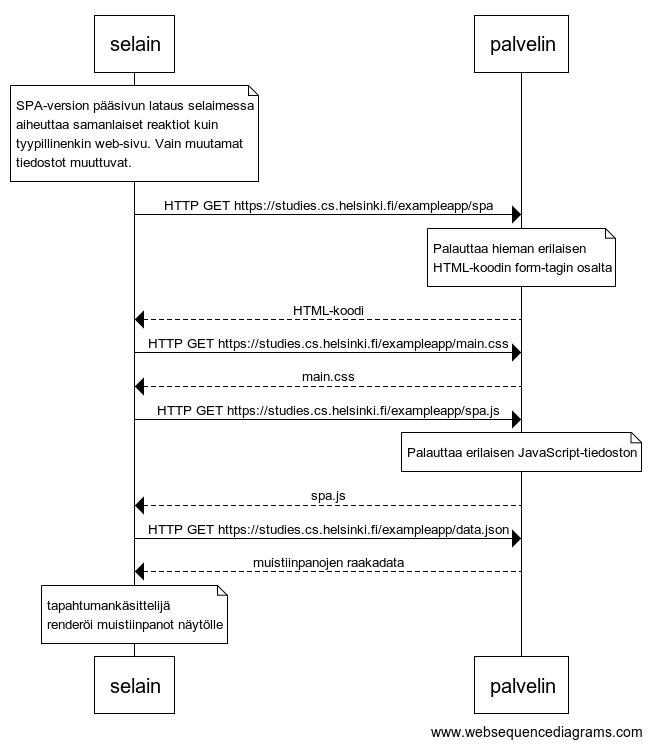 selain
palvelin
SPA-version pääsivun lataus selaimessa
aiheuttaa samanlaiset reaktiot kuin
tyypillinenkin web-sivu. Vain muutamat
tiedostot muuttuvat.
HTTP GET https://studies.cs.helsinki.fi/exampleapp/spa
Palauttaa hieman erilaisen
HTML-koodin form-tagin osalta
HTML-koodi
HTTP GET https://studies.cs.helsinki.fi/exampleapp/main.css
main.css
HTTP GET https://studies.cs.helsinki.fi/exampleapp/spa.js
Palauttaa erilaisen JavaScript-tiedoston
spa.js
HTTP GET https://studies.cs.helsinki.fi/exampleapp/data.json
muistiinpanojen raakadata
tapahtumankäsittelijä
renderöi muistiinpanot näytölle
selain
palvelin
www.websequencediagrams.com